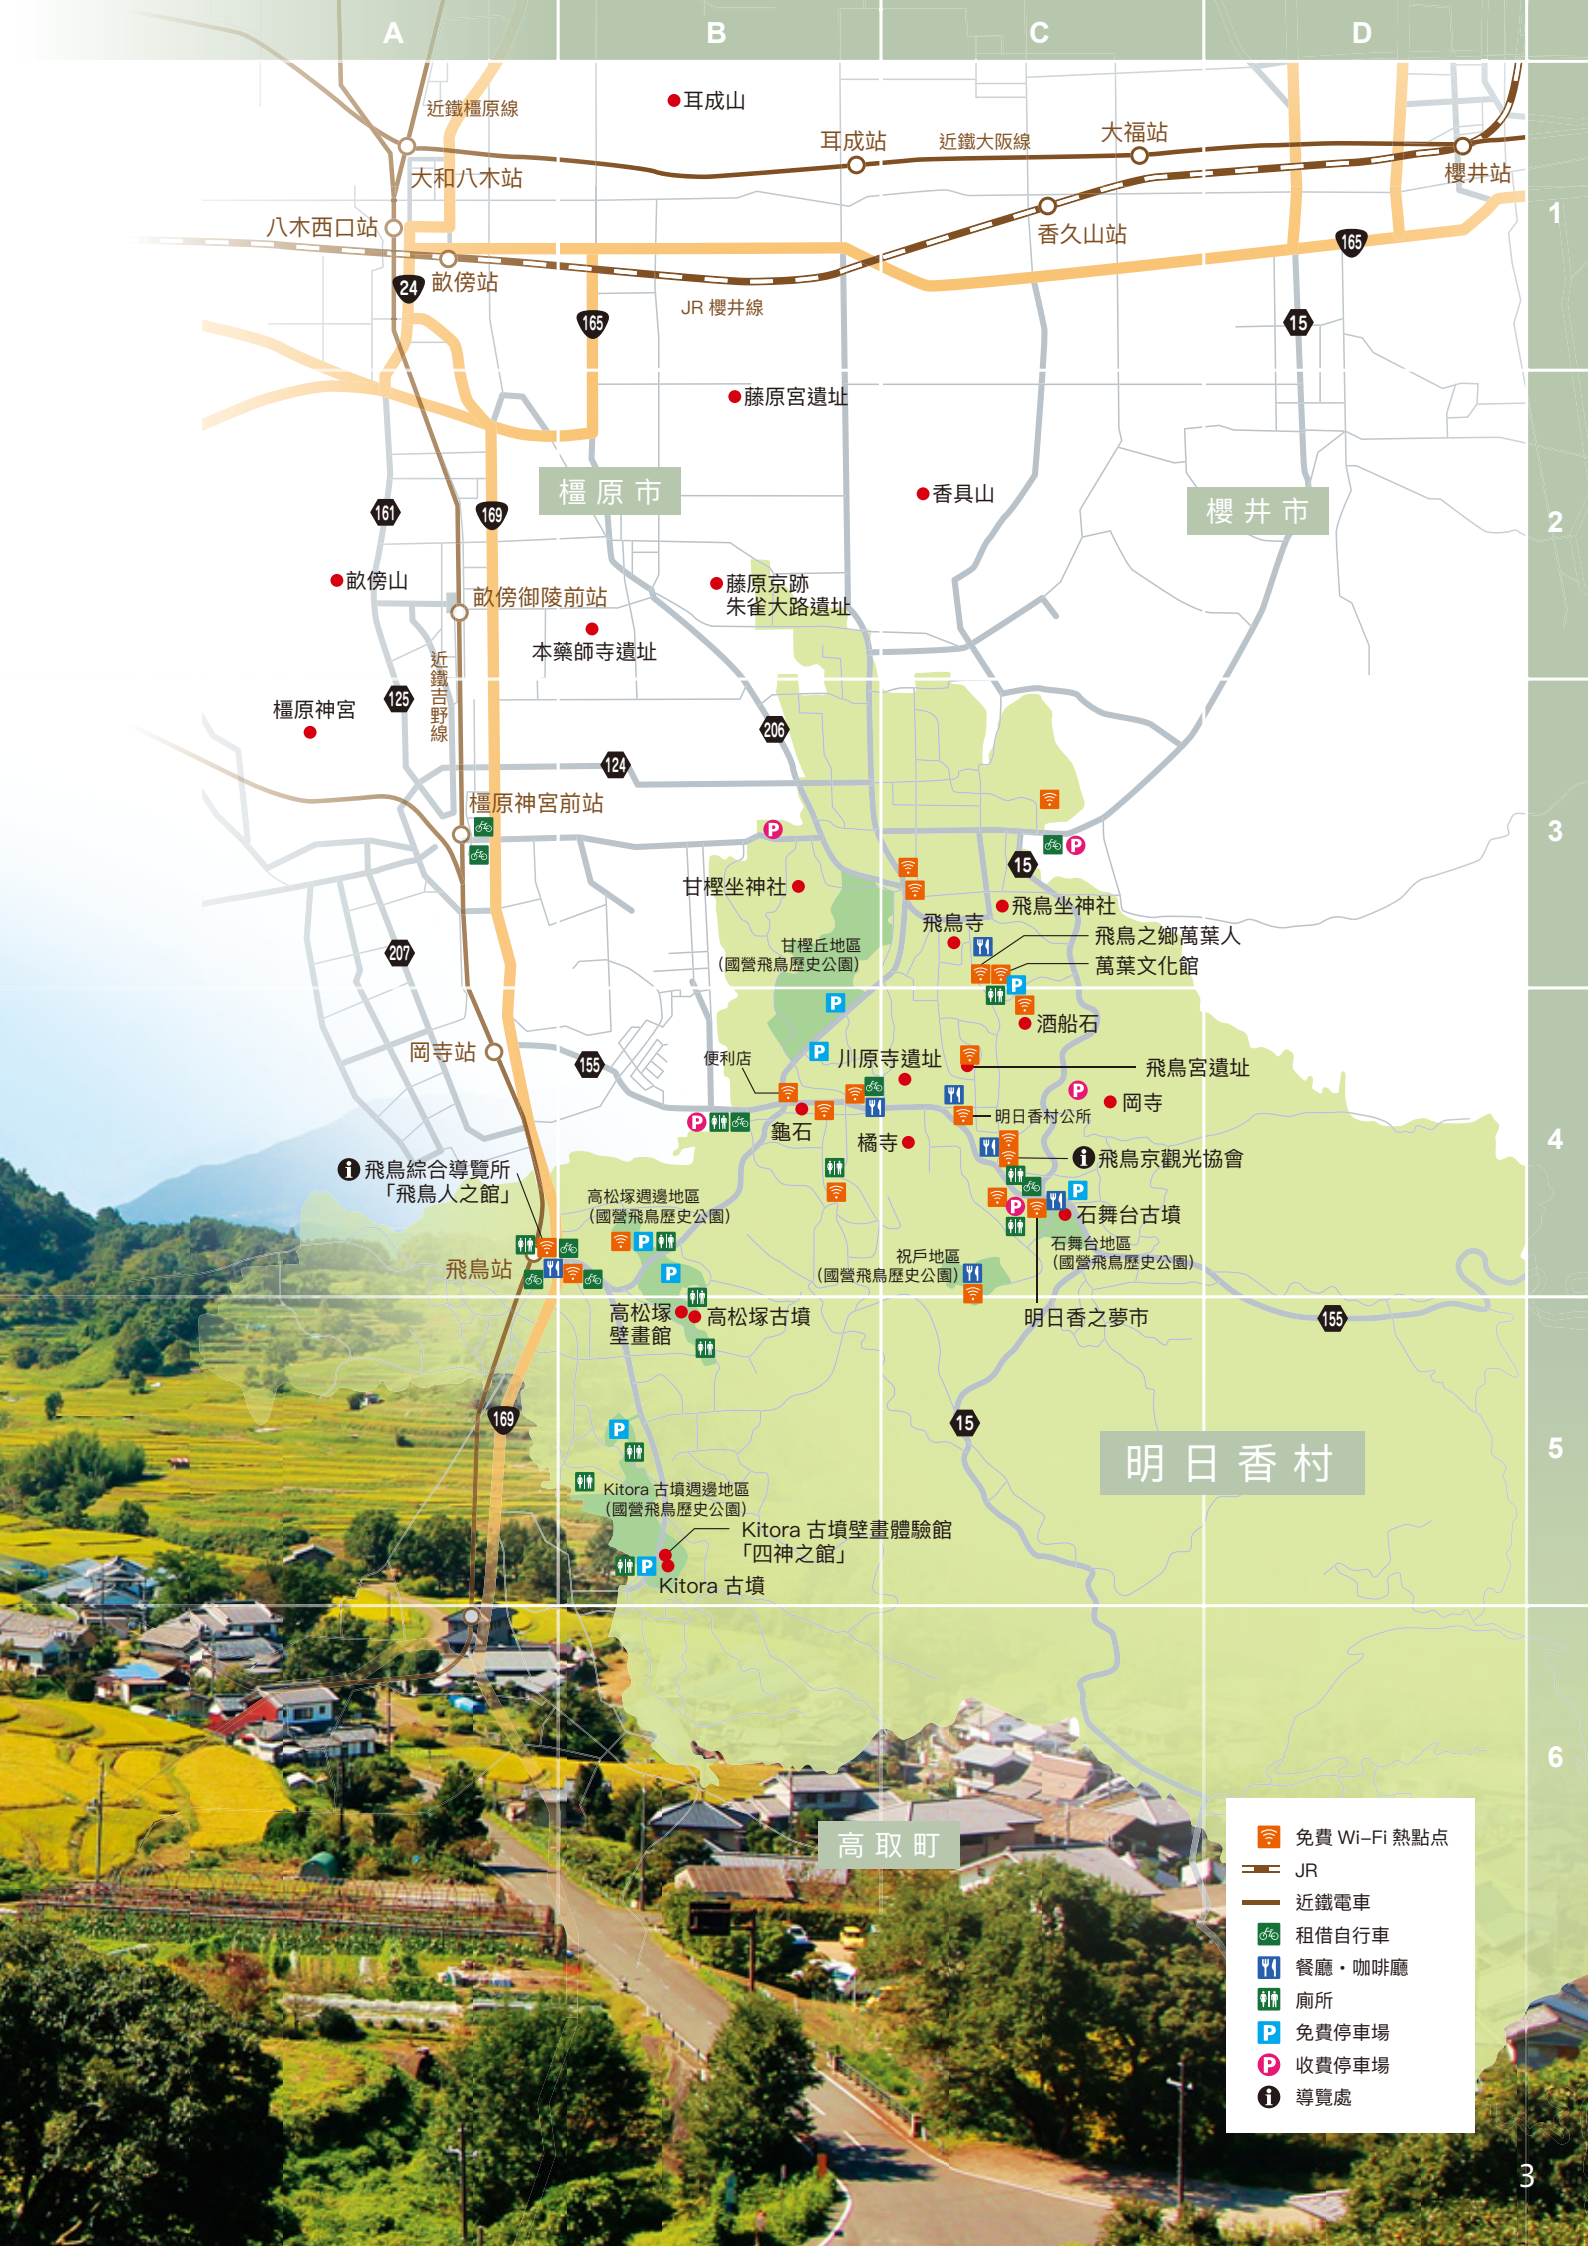 A
B
C
D
近鐵橿原線
耳成山
耳成站
近鐵大阪線
大福站
大和八木站
櫻井站
1
八木西口站
香久山站
165
24
畝傍站
165
JR 櫻井線
15
藤原宮遺址
橿原市
香具山
櫻井市
2
161
169
畝傍山
畝傍御陵前站
藤原京跡
朱雀大路遺址
本藥師寺遺址
近鐵吉野線
125
橿原神宮
206
124
橿原神宮前站
P
3
P
15
甘樫坐神社
飛鳥坐神社
飛鳥寺
飛鳥之鄉萬葉人
甘樫丘地區
(國營飛鳥歷史公園)
萬葉文化館
207
P
P
酒船石
岡寺站
P
便利店
川原寺遺址
155
飛鳥宮遺址
P
岡寺
明日香村公所
P
龜石
橘寺
4
飛鳥京觀光協會
飛鳥綜合導覽所
「飛鳥人之館」
高松塚週邊地區
(國營飛鳥歷史公園)
P
P
石舞台古墳
P
石舞台地區
(國營飛鳥歷史公園)
祝戶地區
(國營飛鳥歷史公園)
飛鳥站
P
高松塚
壁畫館
高松塚古墳
明日香之夢市
155
169
P
15
明日香村
5
Kitora 古墳週邊地區
(國營飛鳥歷史公園)
Kitora 古墳壁畫體驗館
「四神之館」
P
Kitora 古墳
6
高取町
免費 Wi–Fi 熱點点
JR
近鐵電車
租借自行車
餐廳・咖啡廳
廁所
P 免費停車場
P 收費停車場
i 導覽處
3